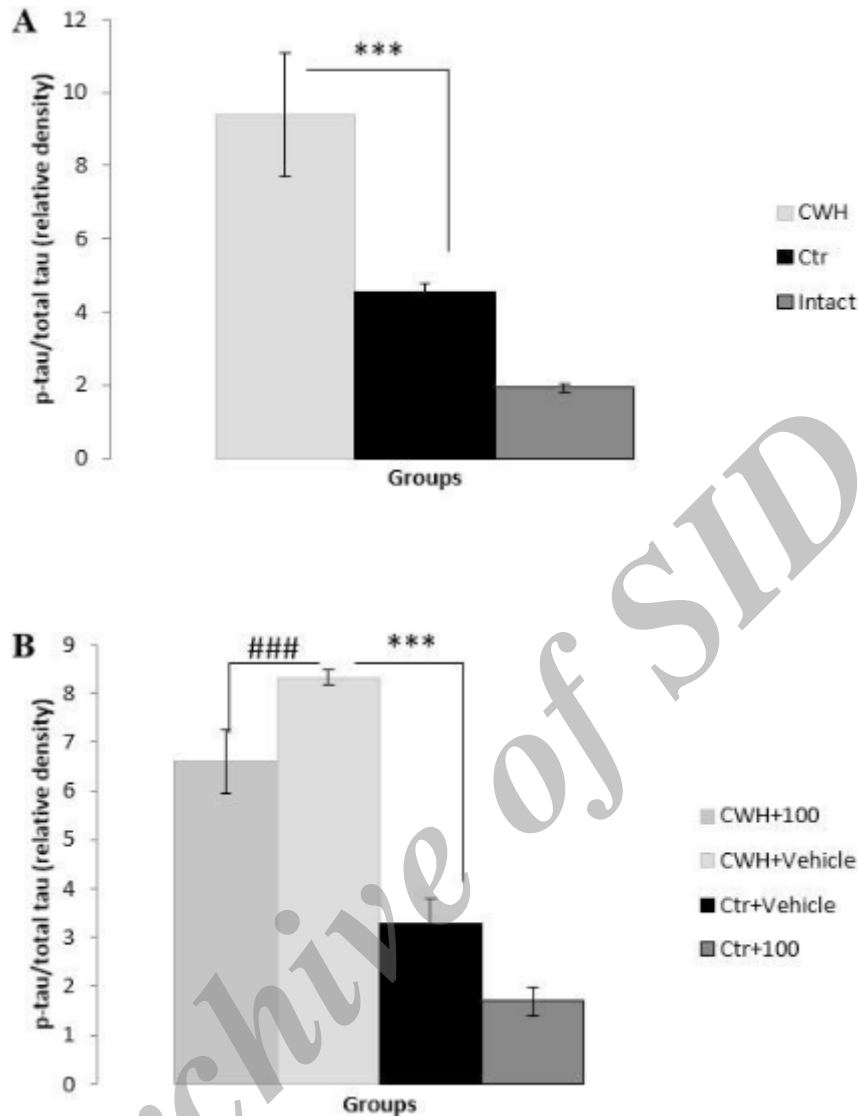 A
p-tau/total tau (relative density)
12
10
8
6
4
2
0
***
Groups
CWH
Ctr
Intact
B
p-tau/total tau (relative density)
9
8
7
6
5
4
3
2
1
0
### ***
Groups
CWH+100
CWH+Vehicle
Ctr+Vehicle
Ctr+100
Archive of SID